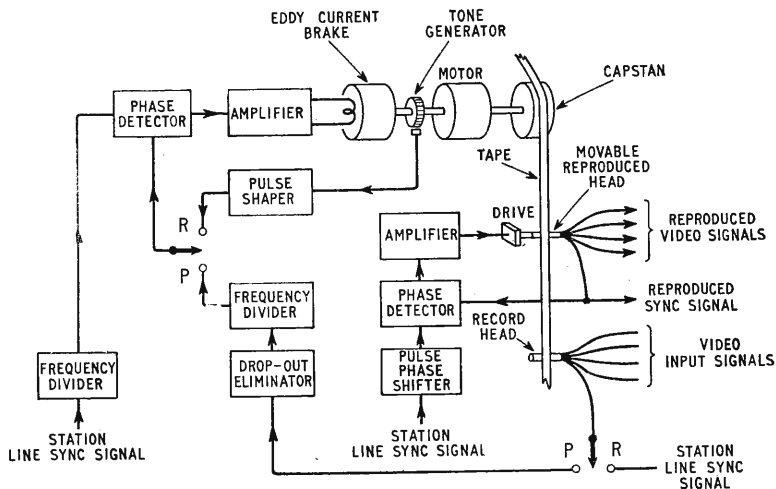 EDDY CURRENT
BRAKE
TONE
GENERATOR
MOTOR
CAPSTAN
PHASE
DETECTOR
AMPLIFIER
TAPE
MOVABLE
REPRODUCED
HEAD
PULSE
SHAPER
R
P
DRIVE
AMPLIFIER
REPRODUCED
VIDEO SIGNALS
FREQUENCY
DIVIDER
PHASE
DETECTOR
REPRODUCED
SYNC SIGNAL
RECORD
HEAD
FREQUENCY
DIVIDER
DROP-OUT
ELIMINATOR
PULSE
PHASE
SHIFTER
VIDEO
INPUT SIGNALS
STATION
LINE SYNC SIGNAL
STATION
LINE SYNC SIGNAL
P
R
STATION
LINE SYNC
SIGNAL